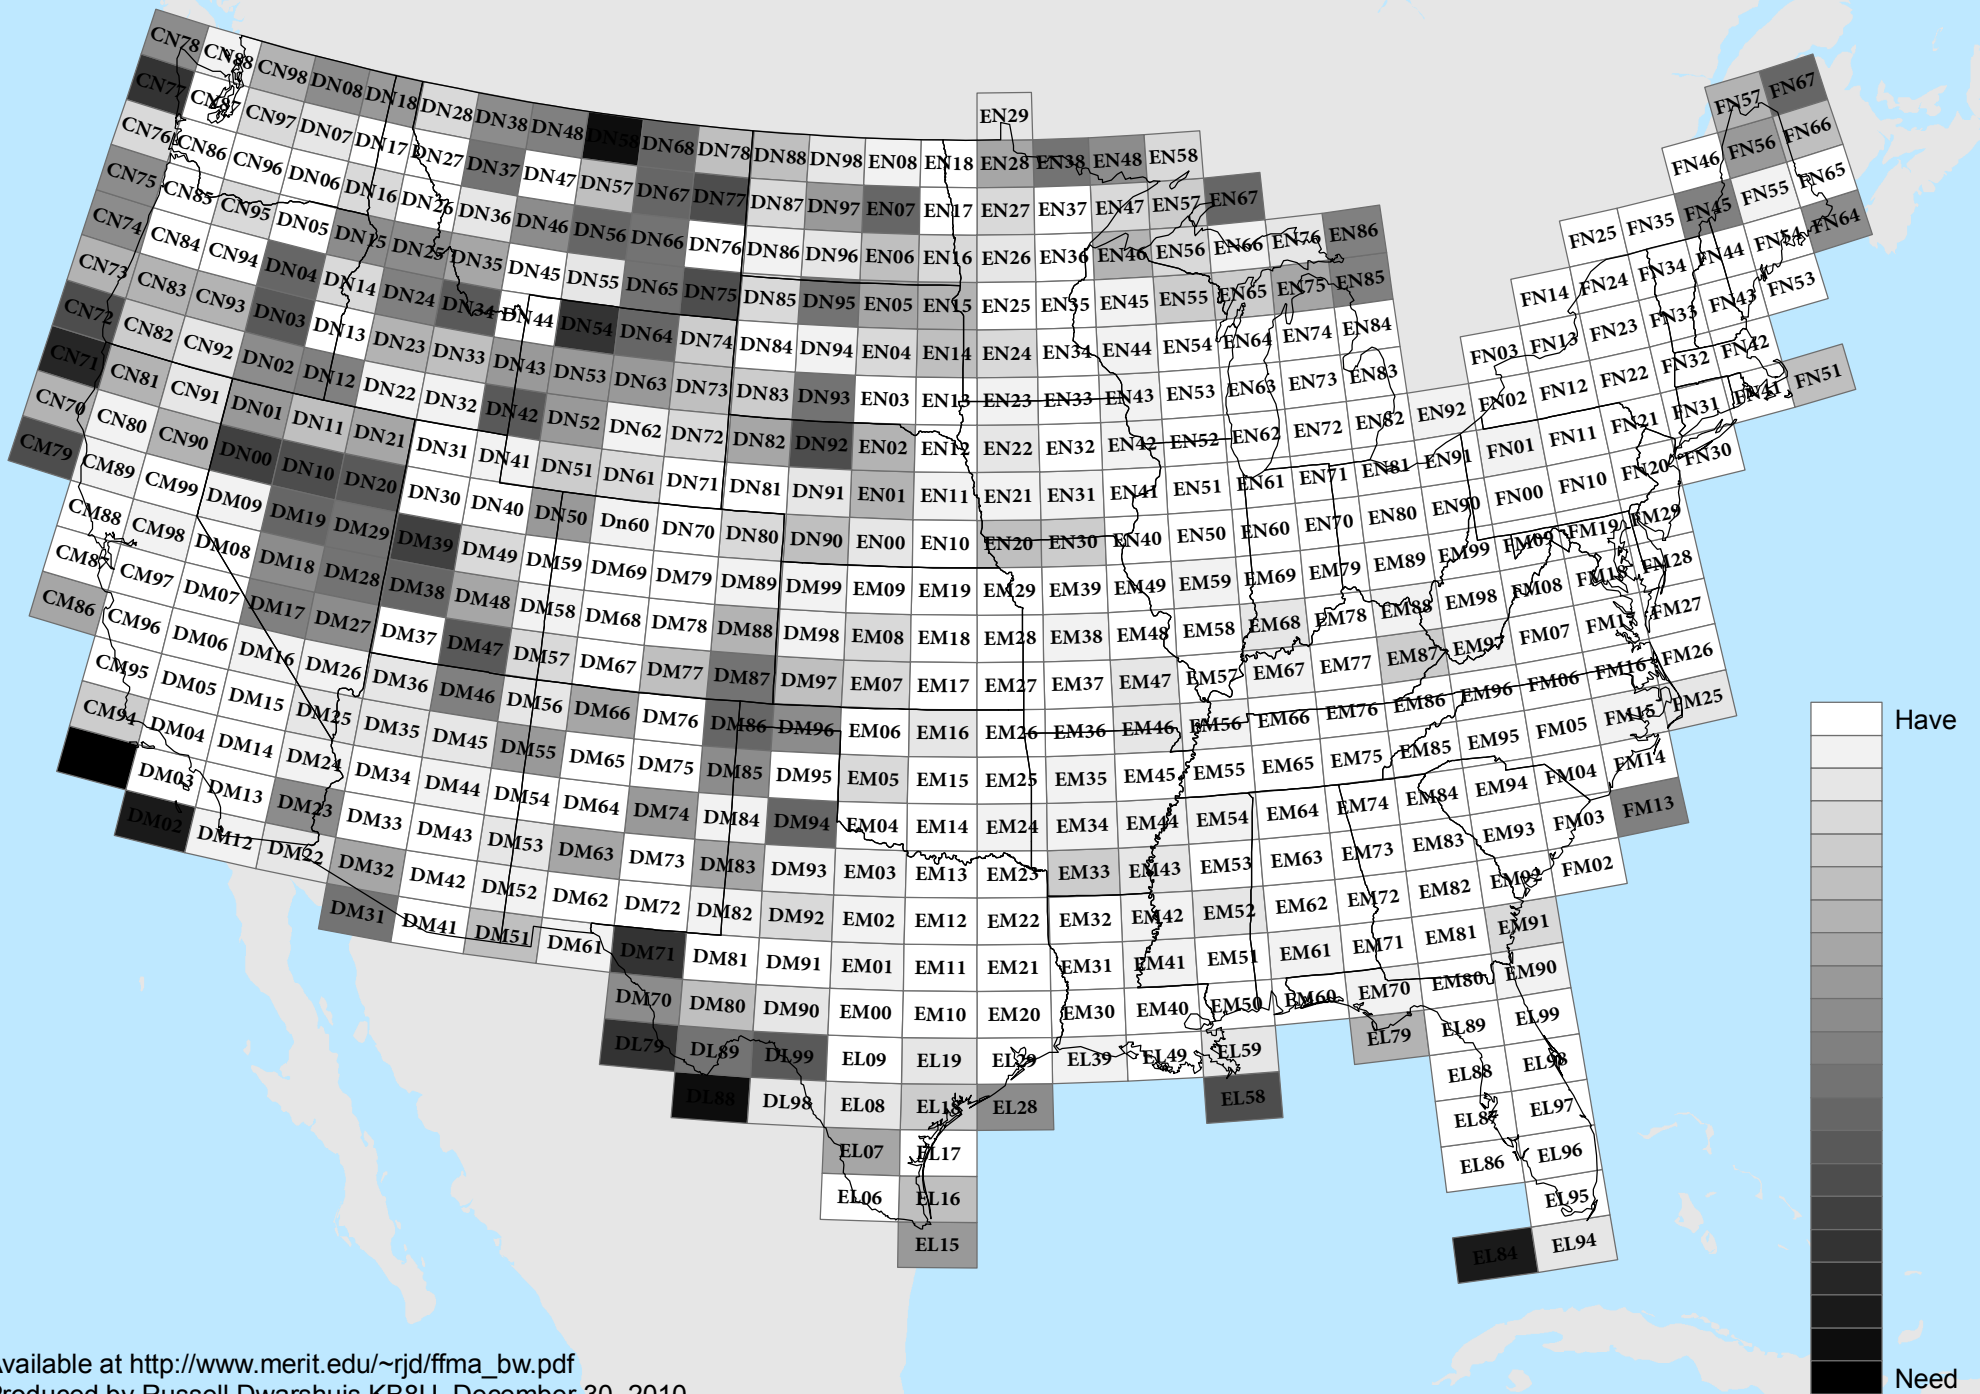 CN78 CN88 CN98 DN08 DN18 DN28 DN38 DN48 DN58 DN68 DN78 DN88 DN98 EN08 EN18 EN28 EN38 EN48 EN58
EN29
FN57 FN67
CN77 CN87 CN97 DN07 DN17 DN27 DN37 DN47 DN57 DN67 DN77 DN87 DN97 EN07 EN17 EN27 EN37 EN47 EN57 EN67
FN46 FN56 FN66
CN76 CN86 CN96 DN06 DN16 DN26 DN36 DN46 DN56 DN66 DN76 DN86 DN96 EN06 EN16 EN26 EN36 EN46 EN56 EN66 EN76 EN86
FN25 FN35 FN45 FN55 FN65
CN75 CN85 CN95 DN05 DN15 DN25 DN35 DN45 DN55 DN65 DN75 DN85 DN95 EN05 EN15 EN25 EN35 EN45 EN55 EN65 EN75 EN85
FN14 FN24 FN34 FN44 FN54 FN64
CN74 CN84 CN94 DN04 DN14 DN24 DN34 DN44 DN54 DN64 DN74 DN84 DN94 EN04 EN14 EN24 EN34 EN44 EN54 EN64 EN74 EN84
FN03 FN13 FN23 FN33 FN43 FN53
CN73 CN83 CN93 DN03 DN13 DN23 DN33 DN43 DN53 DN63 DN73 DN83 DN93 EN03 EN13 EN23 EN33 EN43 EN53 EN63 EN73 EN83
CN72 CN82 CN92 DN02 DN12 DN22 DN32 DN42 DN52 DN62 DN72 DN82 DN92 EN02 EN12 EN22 EN32 EN42 EN52 EN62 EN72 EN82 EN92 FN02 FN12 FN22 FN32 FN42
CN71 CN81 CN91 DN01 DN11 DN21 DN31 DN41 DN51 DN61 DN71 DN81 DN91 EN01 EN11 EN21 EN31 EN41 EN51 EN61 EN71 EN81 EN91 FN01 FN11 FN21 FN31 FN41 FN51
CN70 CN80 CN90 DN00 DN10 DN20 DN30 DN40 DN50 Dn60 DN70 DN80 DN90 EN00 EN10 EN20 EN30 EN40 EN50 EN60 EN70 EN80 EN90 FN00 FN10 FN20 FN30
CM79 CM89 CM99 DM09 DM19 DM29 DM39 DM49 DM59 DM69 DM79 DM89 DM99 EM09 EM19 EM29 EM39 EM49 EM59 EM69 EM79 EM89 EM99 FM09 FM19 FM29
CM88 CM98 DM08 DM18 DM28 DM38 DM48 DM58 DM68 DM78 DM88 DM98 EM08 EM18 EM28 EM38 EM48 EM58 EM68 EM78 EM88 EM98 FM08 FM18 FM28
CM8 CM97 DM07 DM17 DM27 DM37 DM47 DM57 DM67 DM77 DM87 DM97 EM07 EM17 EM27 EM37 EM47 EM57 EM67 EM77 EM87 EM97 FM07 FM17 FM27
CM86 CM96 DM06 DM16 DM26 DM36 DM46 DM56 DM66 DM76 DM86 DM96 EM06 EM16 EM26 EM36 EM46 EM56 EM66 EM76 EM86 EM96 FM06 FM16 FM26
CM95 DM05 DM15 DM25 DM35 DM45 DM55 DM65 DM75 DM85 DM95 EM05 EM15 EM25 EM35 EM45 EM55 EM65 EM75 EM85 EM95 FM05 FM15 FM25
CM94 DM04 DM14 DM24 DM34 DM44 DM54 DM64 DM74 DM84 DM94 EM04 EM14 EM24 EM34 EM44 EM54 EM64 EM74 EM84 EM94 FM04 FM14
DM03 DM13 DM23 DM33 DM43 DM53 DM63 DM73 DM83 DM93 EM03 EM13 EM23 EM33 EM43 EM53 EM63 EM73 EM83 EM93 FM03 FM13
DM02 DM12 DM22 DM32 DM42 DM52 DM62 DM72 DM82 DM92 EM02 EM12 EM22 EM32 EM42 EM52 EM62 EM72 EM82 EM92 FM02
DM31 DM41 DM51 DM61 DM71 DM81 DM91 EM01 EM11 EM21 EM31 EM41 EM51 EM61 EM71 EM81 EM91
DM70 DM80 DM90 EM00 EM10 EM20 EM30 EM40 EM50 EM60 EM70 EM80 EM90
DL79 DL89 DL99 EL09 EL19 EL29 EL39 EL49 EL59 EL79 EL89 EL99
DL88 DL98 EL08 EL18 EL28 EL58 EL88 EL98
EL07 EL17 EL87 EL97
EL06 EL16 EL86 EL96
EL15 EL95
EL84 EL94
Have
Need
Available at http://www.merit.edu/~rjd/ffma_bw.pdf
Produced by Russell Dwarshuis KB8U, December 30, 2010